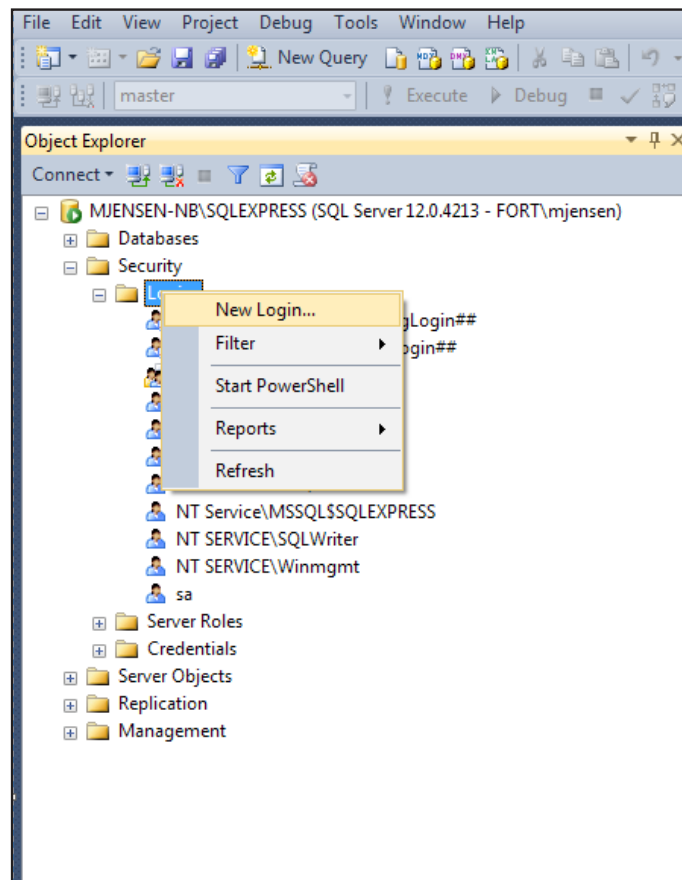 File Edit View Project Debug Tools Window Help
New Query
master Execute Debug
Object Explorer
Connect
MJENSEN-NB\SQLEXPRESS (SQL Server 12.0.4213 - FORT\mjensen)
Databases
Security
New Login...
gLogin##
Filter
ogin##
Start PowerShell
Reports
Refresh
NT Service\MSSQL$SQLEXPRESS
NT SERVICE\SQLWriter
NT SERVICE\Winmgmt
sa
Server Roles
Credentials
Server Objects
Replication
Management